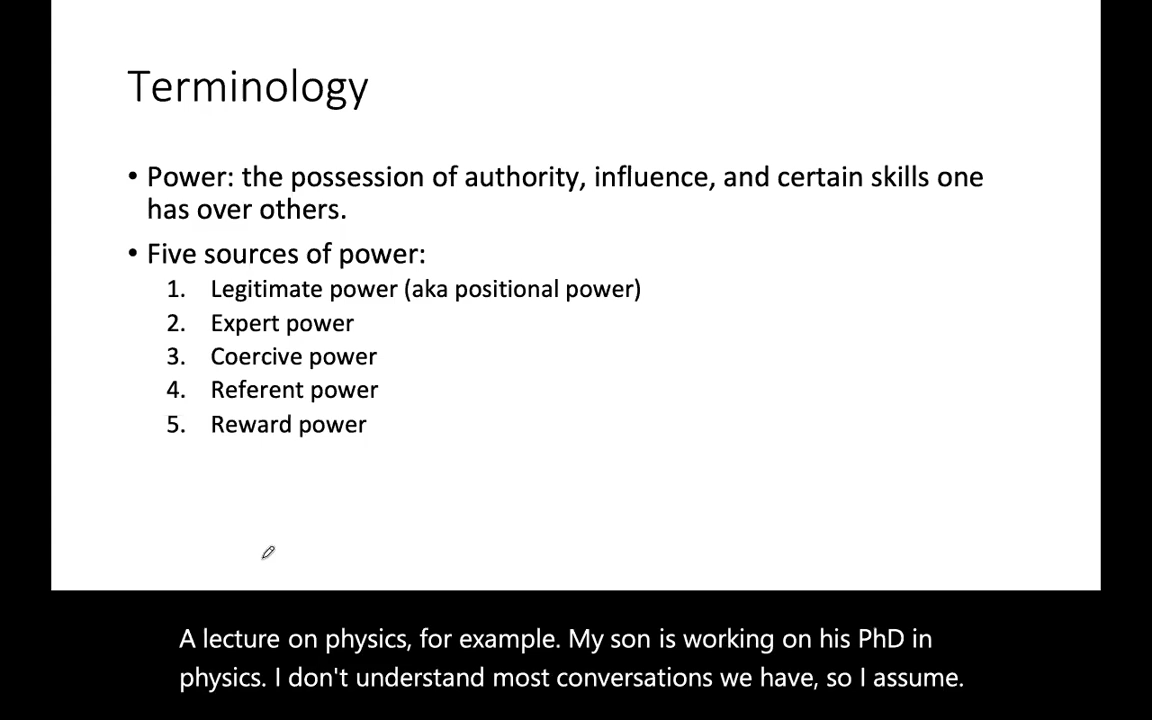 Terminology
• Power: the possession of authority, influence, and certain skills one
has over others.
• Five sources of power:
1. Legitimate power (aka positional power)
2. Expert power
3. Coercive power
4. Referent power
5. Reward power
A lecture on physics, for example. My son is working on his PhD in
physics. I don't understand most conversations we have, so I assume.